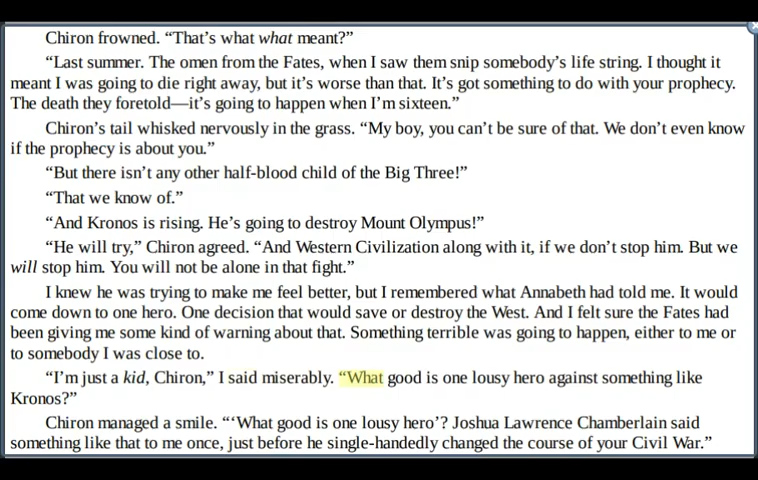 Chiron frowned. “That’s what what meant?”
“Last summer. The omen from the Fates, when I saw them snip somebody’s life string. I thought it
meant I was going to die right away, but it’s worse than that. It’s got something to do with your prophecy.
The death they foretold—it’s going to happen when I’m sixteen.”
Chiron’s tail whisked nervously in the grass. “My boy, you can’t be sure of that. We don’t even know
if the prophecy is about you.”
“But there isn’t any other half-blood child of the Big Three!”
“That we know of.”
“And Kronos is rising. He’s going to destroy Mount Olympus!”
“He will try,” Chiron agreed. “And Western Civilization along with it, if we don’t stop him. But we
will stop him. You will not be alone in that fight.”
I knew he was trying to make me feel better, but I remembered what Annabeth had told me. It would
come down to one hero. One decision that would save or destroy the West. And I felt sure the Fates had
been giving me some kind of warning about that. Something terrible was going to happen, either to me or
to somebody I was close to.
“I’m just a kid, Chiron,” I said miserably. “What good is one lousy hero against something like
Kronos?”
Chiron managed a smile. “‘What good is one lousy hero’? Joshua Lawrence Chamberlain said
something like that to me once, just before he single-handedly changed the course of your Civil War.”